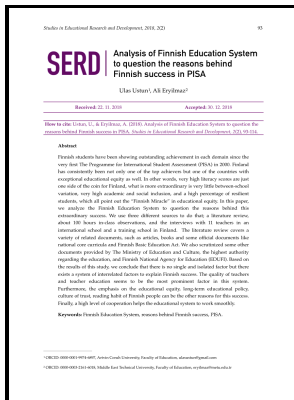 Studies in Educational Research and Development, 2018, 2(2)
93
SERD
Analysis of Finnish Education System
to question the reasons behind
Finnish success in PISA
Ulas Ustun¹, Ali Eryilmaz²
Received: 22. 11. 2018
Accepted: 30. 12. 2018
How to cite: Ustun, U., & Eryilmaz, A. (2018). Analysis of Finnish Education System to question the
reasons behind Finnish success in PISA. Studies in Educational Research and Development, 2(2), 93-114.
Abstract
Finnish students have been showing outstanding achievement in each domain since the
very first The Programme for International Student Assessment (PISA) in 2000. Finland
has consistently been not only one of the top achievers but one of the countries with
exceptional educational equity as well. In other words, very high literacy scores are just
one side of the coin for Finland, what is more extraordinary is very little between-school
variation, very high academic and social inclusion, and a high percentage of resilient
students, which all point out the “Finnish Miracle” in educational equity. In this paper,
we analyze the Finnish Education System to question the reasons behind this
extraordinary success. We use three different sources to do that; a literature review,
about 100 hours in-class observations, and the interviews with 11 teachers in an
international school and a training school in Finland. The literature review covers a
variety of related documents, such as articles, books and some official documents like
national core curricula and Finnish Basic Education Act. We also scrutinized some other
documents provided by The Ministry of Education and Culture, the highest authority
regarding the education, and Finnish National Agency for Education (EDUFI). Based on
the results of this study, we conclude that there is no single and isolated factor but there
exists a system of interrelated factors to explain Finnish success. The quality of teachers
and teacher education seems to be the most prominent factor in this system.
Furthermore, the emphasis on the educational equity, long-term educational policy,
culture of trust, reading habit of Finnish people can be the other reasons for this success.
Finally, a high level of cooperation helps the educational system to work smoothly.
Keywords: Finnish Education System, reasons behind Finnish success, PISA.